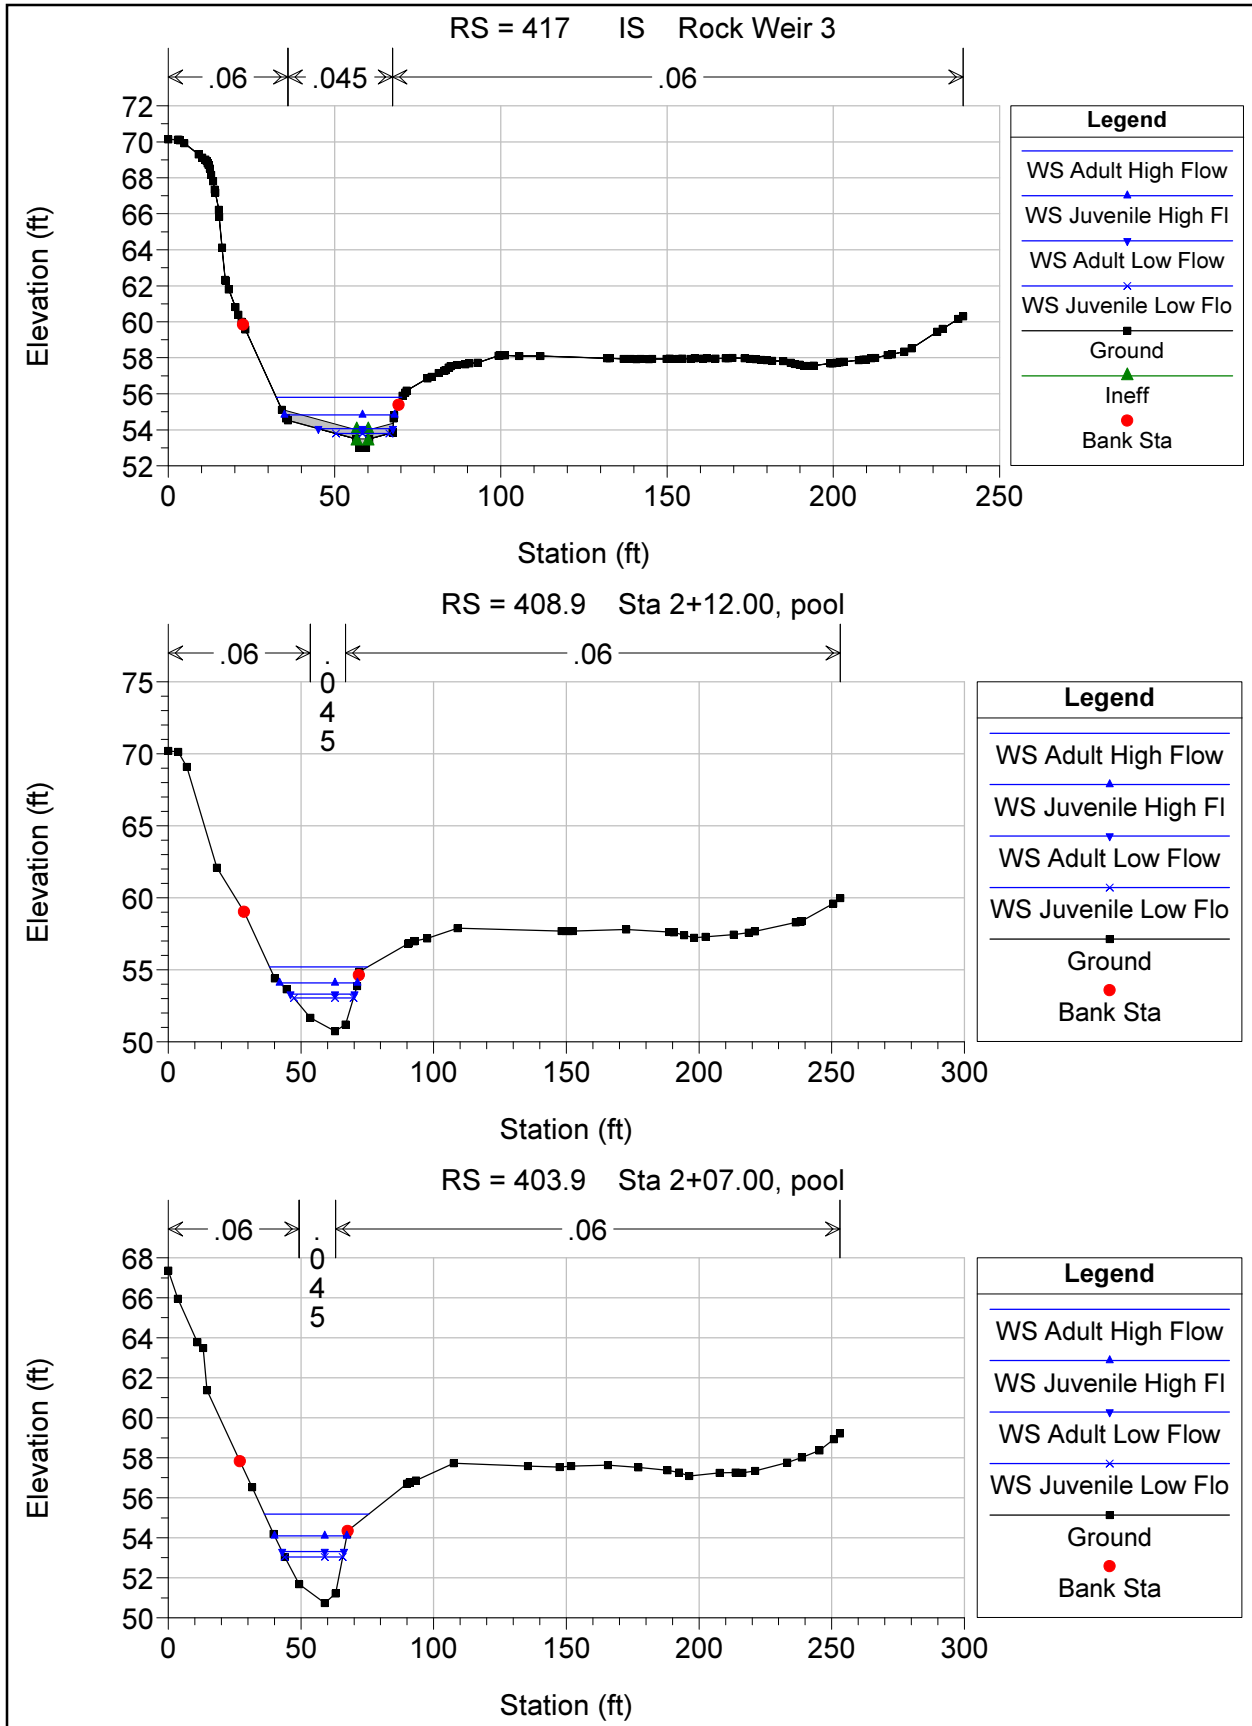 RS = 417 IS Rock Weir 3
.06 .045 .06
72
70
68
66
64
62
60
58
56
54
52
0 50 100 150 200 250
Elevation (ft)
Station (ft)
Legend
WS Adult High Flow
WS Juvenile High Fl
WS Adult Low Flow
WS Juvenile Low Flo
Ground
Ineff
Bank Sta
RS = 408.9 Sta 2+12.00, pool
.06 .045 .06
75
70
65
60
55
50
0 50 100 150 200 250 300
Elevation (ft)
Station (ft)
Legend
WS Adult High Flow
WS Juvenile High Fl
WS Adult Low Flow
WS Juvenile Low Flo
Ground
Bank Sta
RS = 403.9 Sta 2+07.00, pool
.06 .045 .06
68
66
64
62
60
58
56
54
52
50
0 50 100 150 200 250 300
Elevation (ft)
Station (ft)
Legend
WS Adult High Flow
WS Juvenile High Fl
WS Adult Low Flow
WS Juvenile Low Flo
Ground
Bank Sta